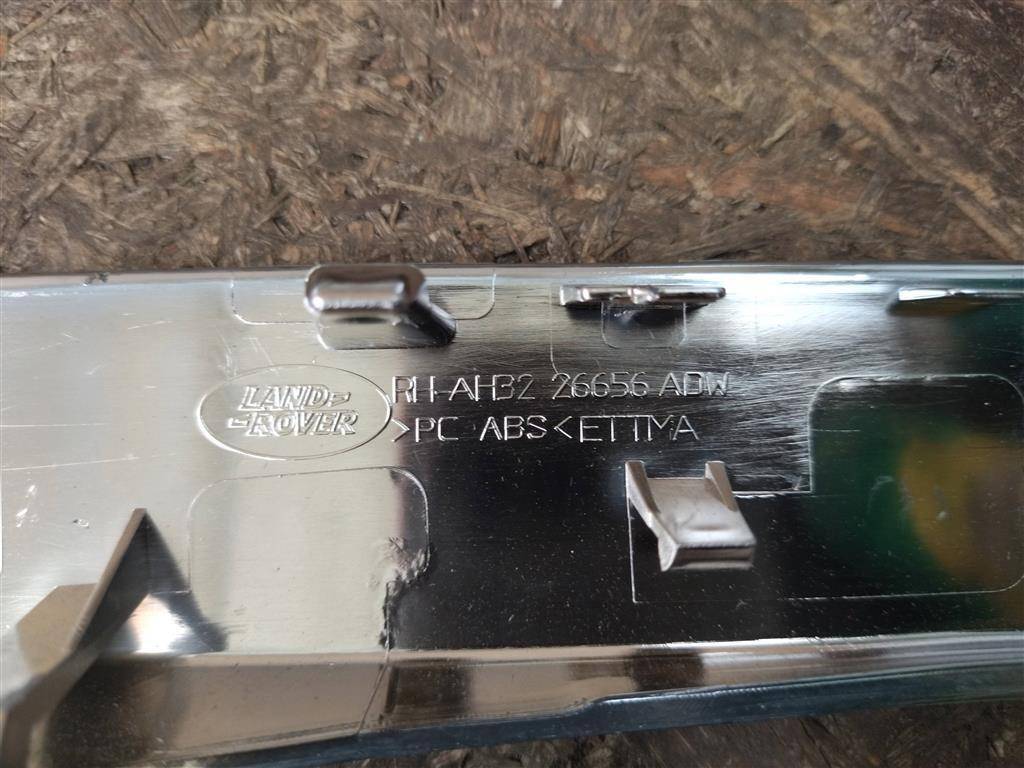 LAND-
-ROVER
RH-AH32 26656 ADW
>PC ABS< ETTMA